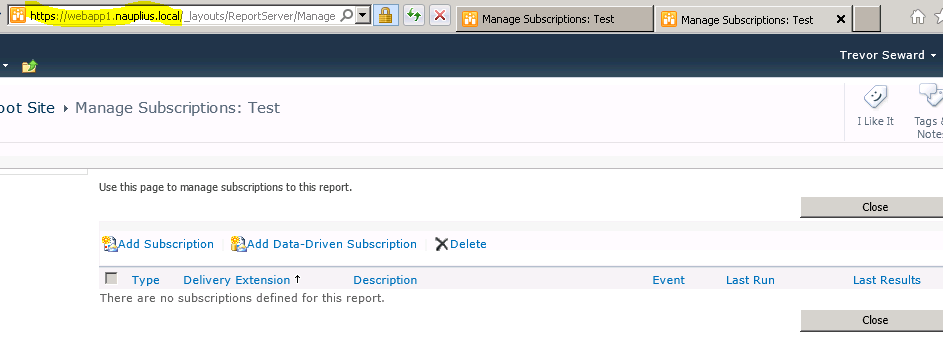 https://webapp1.nauplius.local/_layouts/ReportServer/Manage
Manage Subscriptions: Test
Manage Subscriptions: Test
Trevor Seward
oot Site Manage Subscriptions: Test
I Like It
Tags &
Notes
Use this page to manage subscriptions to this report.
Close
Add Subscription Add Data-Driven Subscription Delete
Type Delivery Extension ↑ Description Event Last Run Last Results
There are no subscriptions defined for this report.
Close